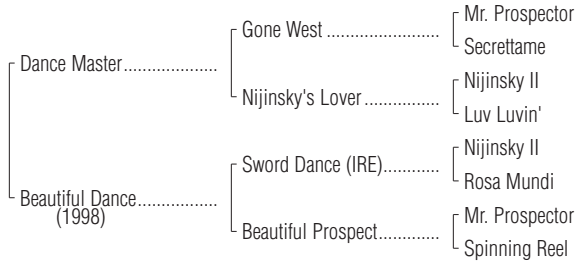 Mr. Prospector
Gone West
Secrettame
Dance Master
Nijinsky II
Nijinsky's Lover
Luv Luvin'
Nijinsky II
Sword Dance (IRE)
Rosa Mundi
Beautiful Dance
(1998)
Mr. Prospector
Beautiful Prospect
Spinning Reel